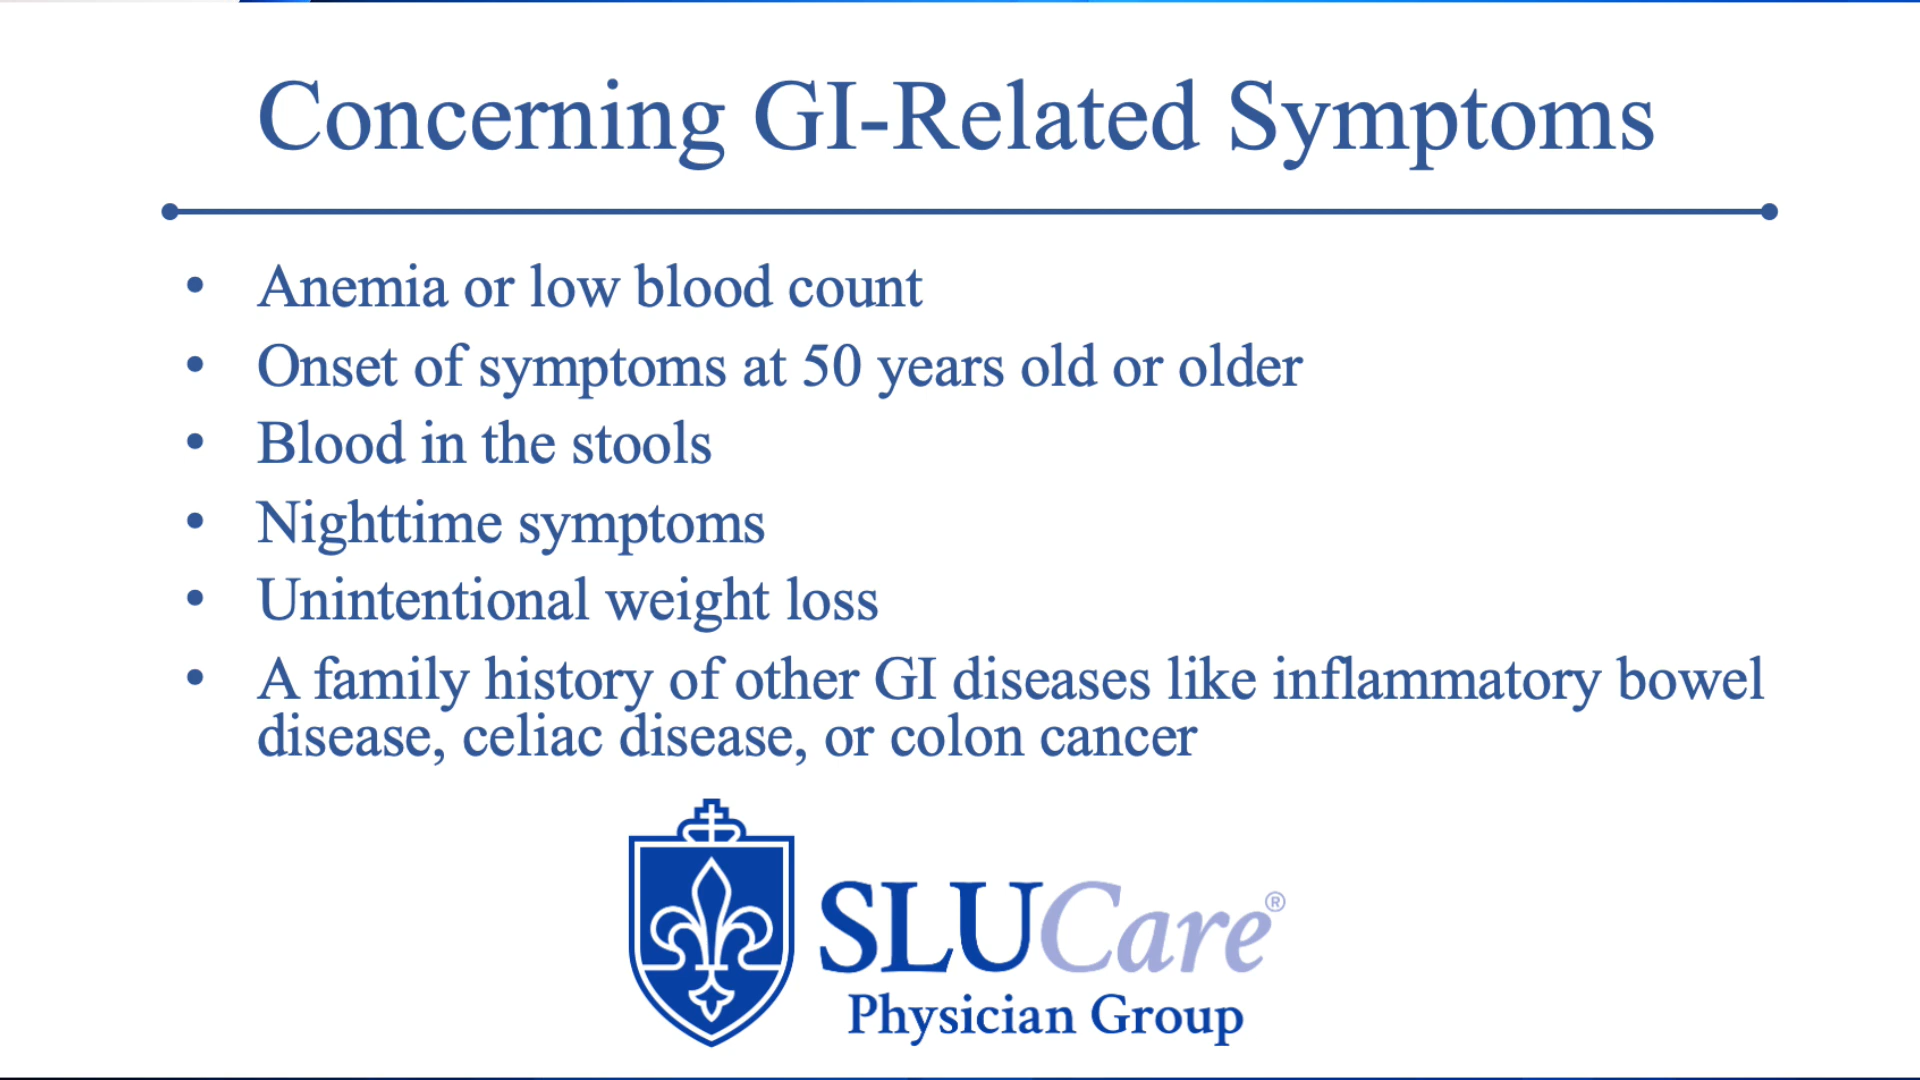 Concerning GI-Related Symptoms
• Anemia or low blood count
• Onset of symptoms at 50 years old or older
• Blood in the stools
• Nighttime symptoms
• Unintentional weight loss
• A family history of other GI diseases like inflammatory bowel
disease, celiac disease, or colon cancer
SLUCare®
Physician Group